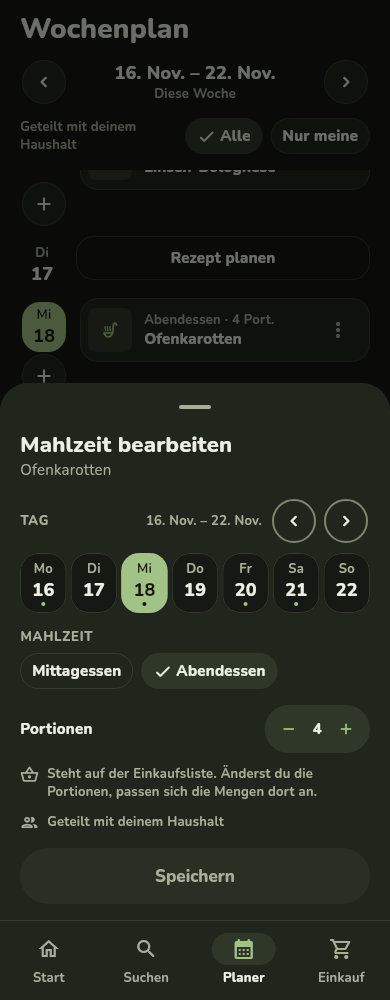 Wochenplan
16. Nov. – 22. Nov.
Diese Woche
Geteilt mit deinem
Haushalt
Alle
Nur meine
Linsen-Bolognese
Di
17
Rezept planen
Mi
18
Abendessen · 4 Port.
Ofenkarotten
Mahlzeit bearbeiten
Ofenkarotten
TAG
16. Nov. – 22. Nov.
Mo Di Mi Do Fr Sa So
16 17 18 19 20 21 22
MAHLZEIT
Mittagessen
Abendessen
Portionen
4
Steht auf der Einkaufsliste. Änderst du die
Portionen, passen sich die Mengen dort an.
Geteilt mit deinem Haushalt
Speichern
Start
Suchen
Planer
Einkauf